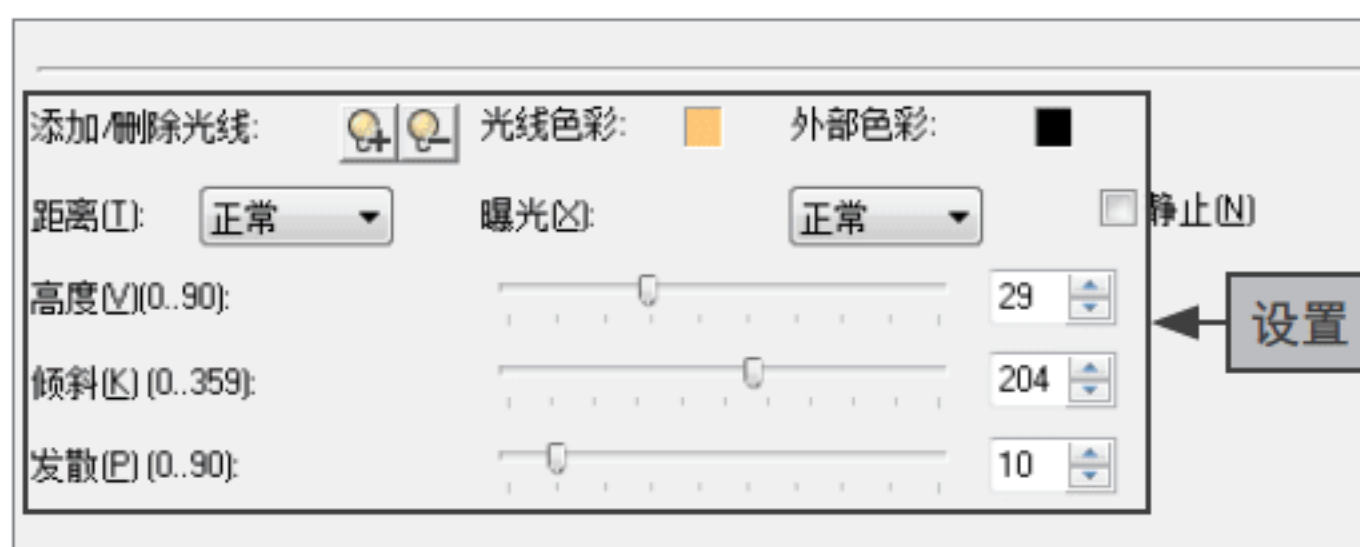 添加/删除光线: 光线色彩: 外部色彩:
距离(T): 正常 曝光(X): 正常 静止(N)
高度(V)(0..90): 29
设置
倾斜(K) (0..359): 204
发散(P) (0..90): 10